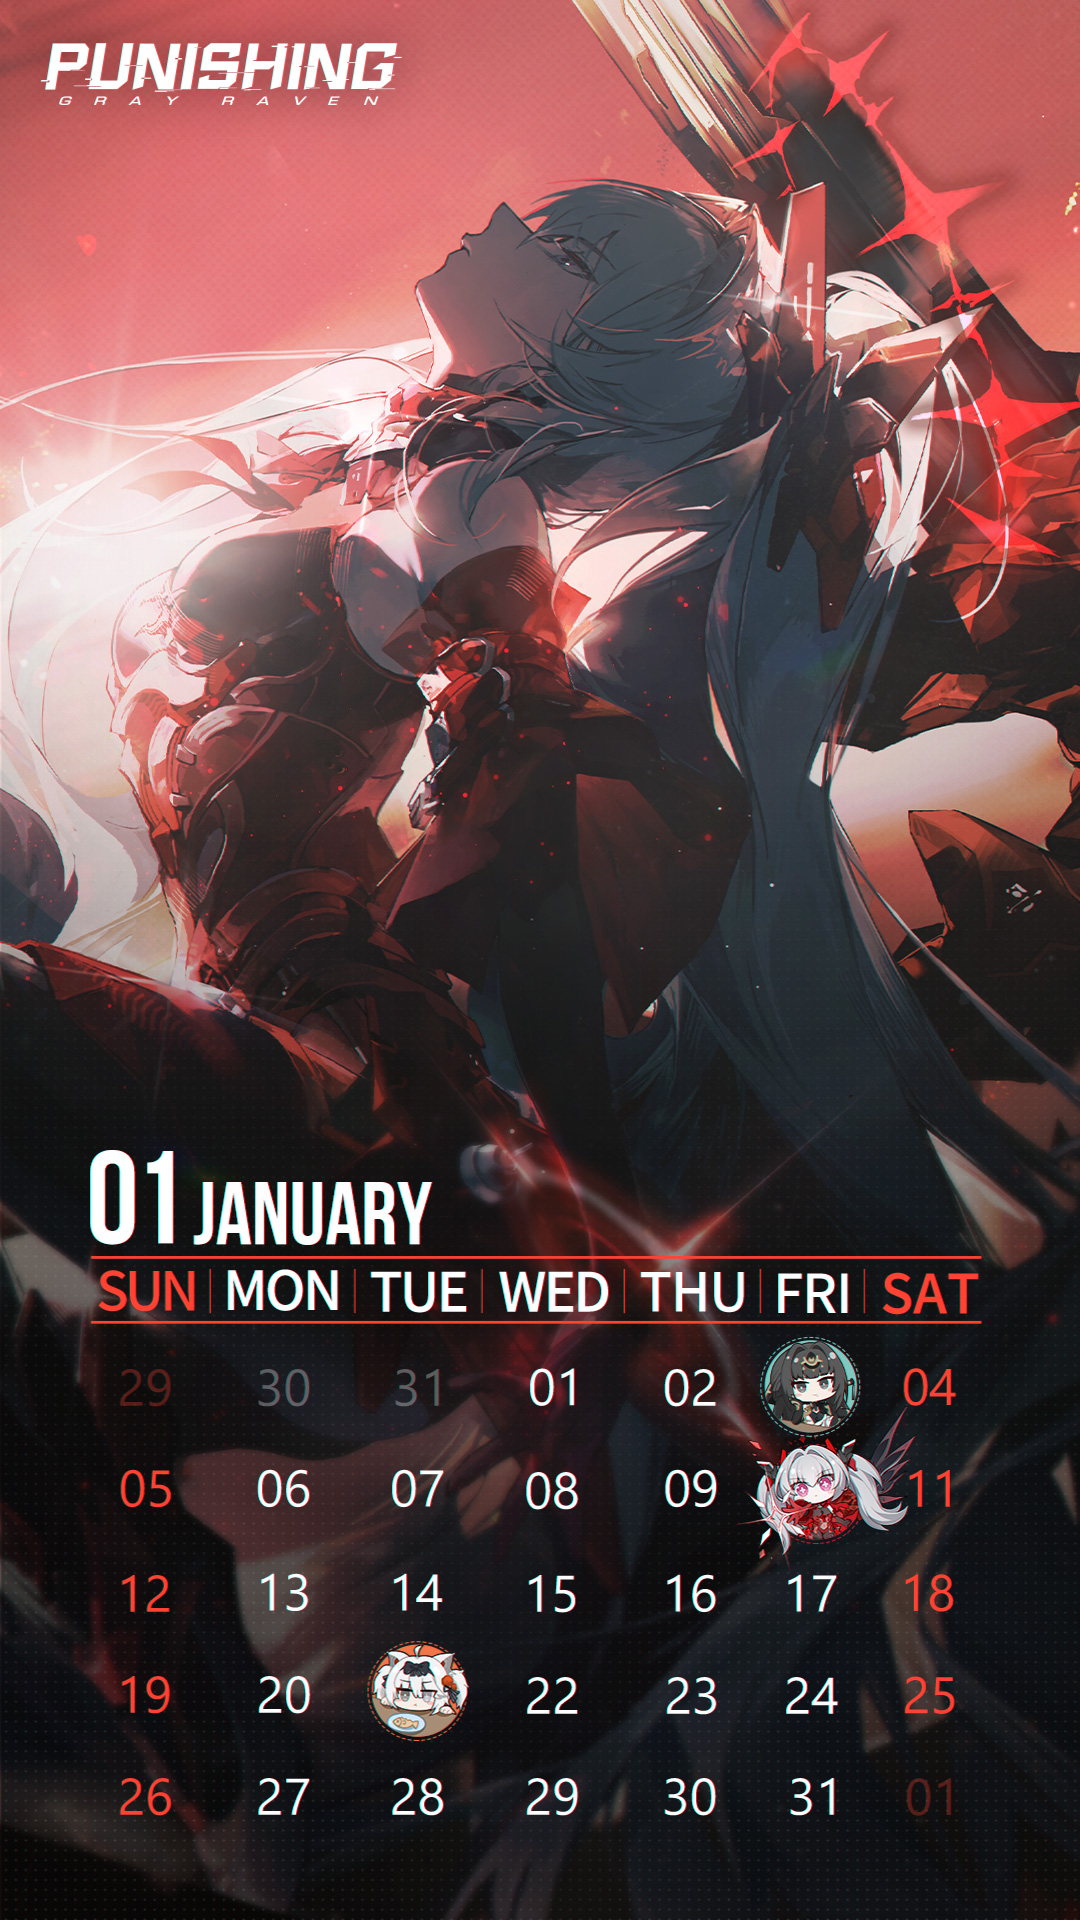 PUNISHING
GRAY RAVEN
01 JANUARY
SUN MON TUE WED THU FRI SAT
29 30 31 01 02 04
05 06 07 08 09 11
12 13 14 15 16 17 18
19 20 22 23 24 25
26 27 28 29 30 31 01